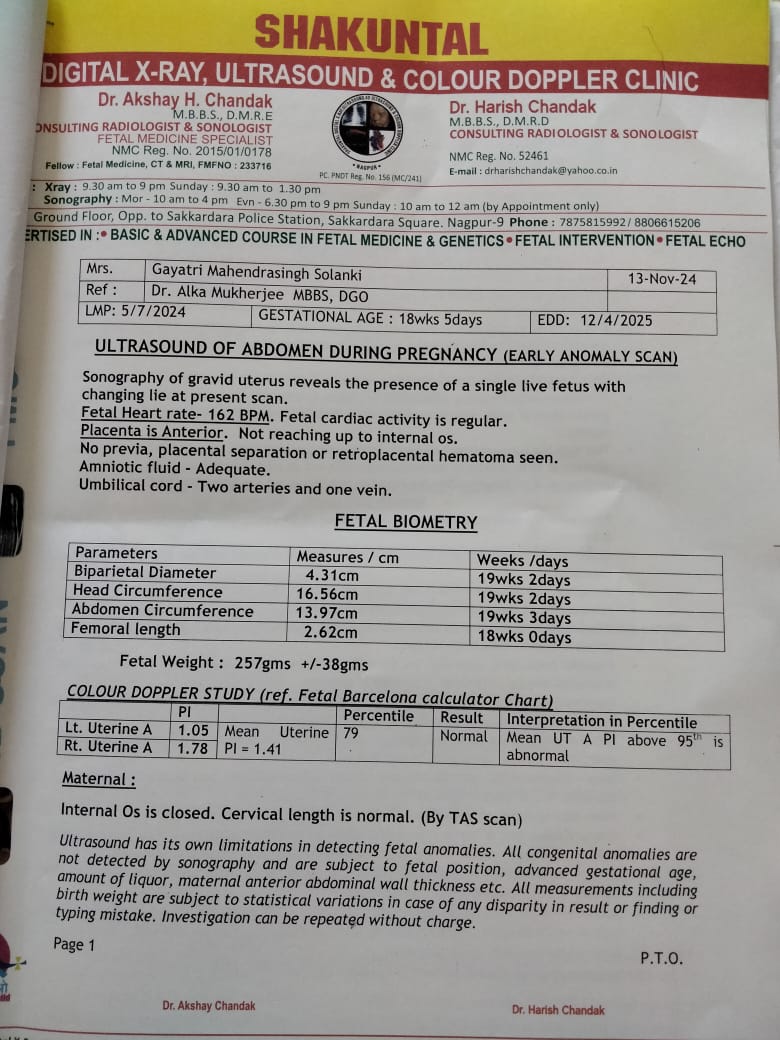 SHAKUNTAL
DIGITAL X-RAY, ULTRASOUND & COLOUR DOPPLER CLINIC
Dr. Akshay H. Chandak
M.B.B.S., D.M.R.E
ONSULTING RADIOLOGIST & SONOLOGIST
FETAL MEDICINE SPECIALIST
NMC Reg. No. 2015/01/0178
Fellow : Fetal Medicine, CT & MRI, FMFNO : 233716
• NAGPUR •
PC. PNDT Reg. No. 156 (MC/241)
Dr. Harish Chandak
M.B.B.S., D.M.R.D
CONSULTING RADIOLOGIST & SONOLOGIST
NMC Reg. No. 52461
E-mail : drharishchandak@yahoo.co.in
: Xray : 9.30 am to 9 pm Sunday : 9.30 am to 1.30 pm
Sonography : Mor - 10 am to 4 pm Evn - 6.30 pm to 9 pm Sunday : 10 am to 12 am (by Appointment only)
Ground Floor, Opp. to Sakkardara Police Station, Sakkardara Square. Nagpur-9 Phone : 7875815992/ 8806615206
ERTISED IN :• BASIC & ADVANCED COURSE IN FETAL MEDICINE & GENETICS • FETAL INTERVENTION • FETAL ECHO
Mrs. Gayatri Mahendrasingh Solanki 13-Nov-24
Ref : Dr. Alka Mukherjee MBBS, DGO
LMP: 5/7/2024 GESTATIONAL AGE : 18wks 5days EDD: 12/4/2025
ULTRASOUND OF ABDOMEN DURING PREGNANCY (EARLY ANOMALY SCAN)
Sonography of gravid uterus reveals the presence of a single live fetus with
changing lie at present scan.
Fetal Heart rate- 162 BPM. Fetal cardiac activity is regular.
Placenta is Anterior. Not reaching up to internal os.
No previa, placental separation or retroplacental hematoma seen.
Amniotic fluid - Adequate.
Umbilical cord - Two arteries and one vein.
FETAL BIOMETRY
Parameters Measures / cm Weeks /days
Biparietal Diameter 4.31cm 19wks 2days
Head Circumference 16.56cm 19wks 2days
Abdomen Circumference 13.97cm 19wks 3days
Femoral length 2.62cm 18wks 0days
Fetal Weight : 257gms +/-38gms
COLOUR DOPPLER STUDY (ref. Fetal Barcelona calculator Chart)
PI Percentile Result Interpretation in Percentile
Lt. Uterine A 1.05 Mean Uterine 79 Normal Mean UT A PI above 95th is
Rt. Uterine A 1.78 PI = 1.41 abnormal
Maternal :
Internal Os is closed. Cervical length is normal. (By TAS scan)
Ultrasound has its own limitations in detecting fetal anomalies. All congenital anomalies are
not detected by sonography and are subject to fetal position, advanced gestational age,
amount of liquor, maternal anterior abdominal wall thickness etc. All measurements including
birth weight are subject to statistical variations in case of any disparity in result or finding or
typing mistake. Investigation can be repeated without charge.
Page 1
P.T.O.
Dr. Akshay Chandak
Dr. Harish Chandak